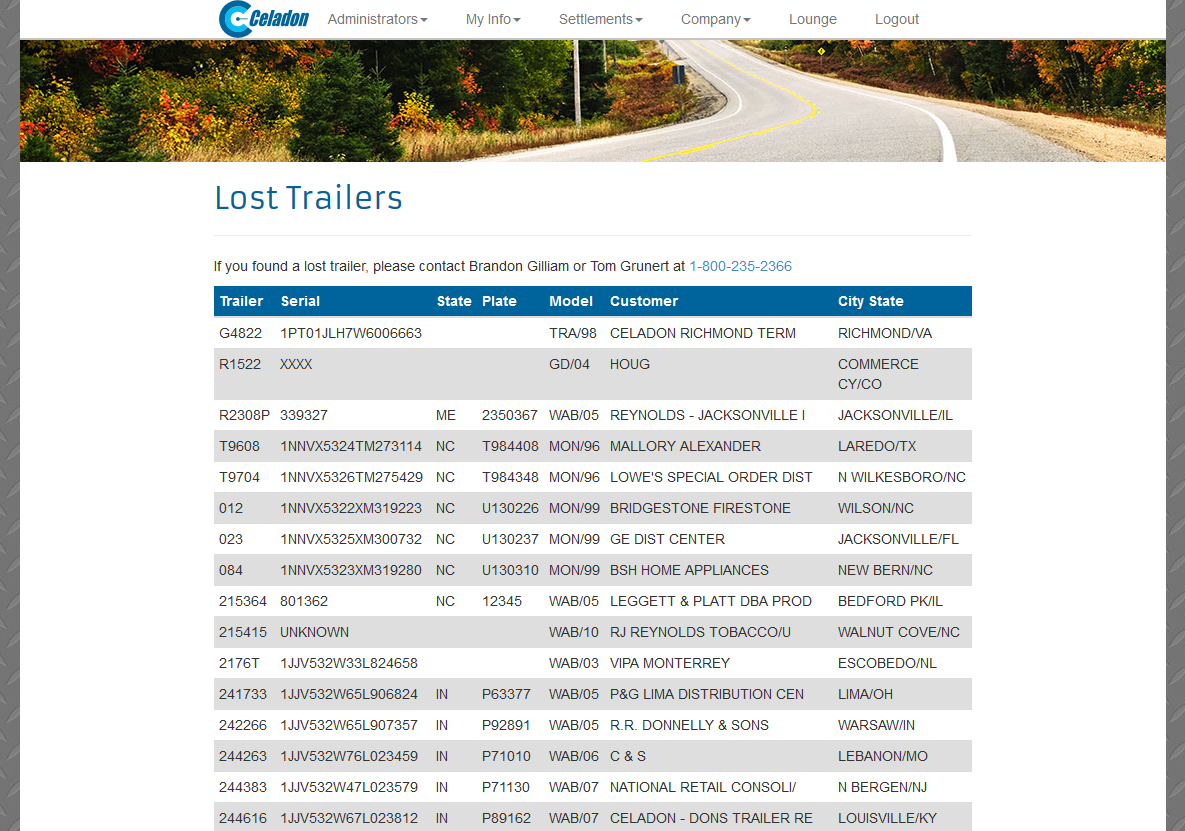 Celadon Administrators My Info Settlements Company Lounge Logout
Lost Trailers
If you found a lost trailer, please contact Brandon Gilliam or Tom Grunert at 1-800-235-2366
Trailer Serial State Plate Model Customer City State
G4822 1PT01JLH7W6006663 TRA/98 CELADON RICHMOND TERM RICHMOND/VA
R1522 XXXX GD/04 HOUG COMMERCE
CY/CO
R2308P 339327 ME 2350367 WAB/05 REYNOLDS - JACKSONVILLE I JACKSONVILLE/IL
T9608 1NNVX5324TM273114 NC T984408 MON/96 MALLORY ALEXANDER LAREDO/TX
T9704 1NNVX5326TM275429 NC T984348 MON/96 LOWE'S SPECIAL ORDER DIST N WILKESBORO/NC
012 1NNVX5322XM319223 NC U130226 MON/99 BRIDGESTONE FIRESTONE WILSON/NC
023 1NNVX5325XM300732 NC U130237 MON/99 GE DIST CENTER JACKSONVILLE/FL
084 1NNVX5323XM319280 NC U130310 MON/99 BSH HOME APPLIANCES NEW BERN/NC
215364 801362 NC 12345 WAB/05 LEGGETT & PLATT DBA PROD BEDFORD PK/IL
215415 UNKNOWN WAB/10 RJ REYNOLDS TOBACCO/U WALNUT COVE/NC
2176T 1JJV532W33L824658 WAB/03 VIPA MONTERREY ESCOBEDO/NL
241733 1JJV532W65L906824 IN P63377 WAB/05 P&G LIMA DISTRIBUTION CEN LIMA/OH
242266 1JJV532W65L907357 IN P92891 WAB/05 R.R. DONNELLY & SONS WARSAW/IN
244263 1JJV532W76L023459 IN P71010 WAB/06 C & S LEBANON/MO
244383 1JJV532W47L023579 IN P71130 WAB/07 NATIONAL RETAIL CONSOLI/ N BERGEN/NJ
244616 1JJV532W67L023812 IN P89162 WAB/07 CELADON - DONS TRAILER RE LOUISVILLE/KY